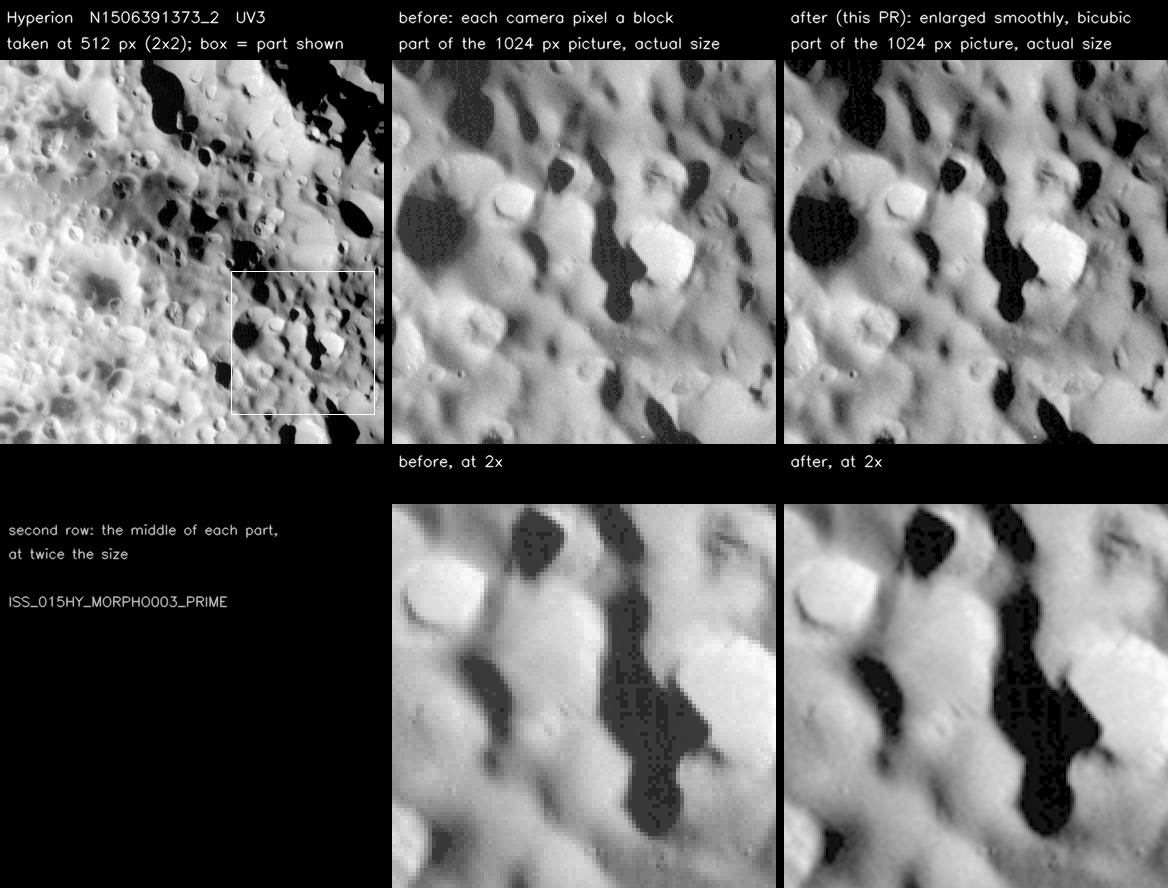 Hyperion N1506391373_2 UV3
taken at 512 px (2x2); box = part shown
before: each camera pixel a block
part of the 1024 px picture, actual size
after (this PR): enlarged smoothly, bicubic
part of the 1024 px picture, actual size
before, at 2x
after, at 2x
second row: the middle of each part,
at twice the size
ISS_015HY_MORPHO003_PRIME